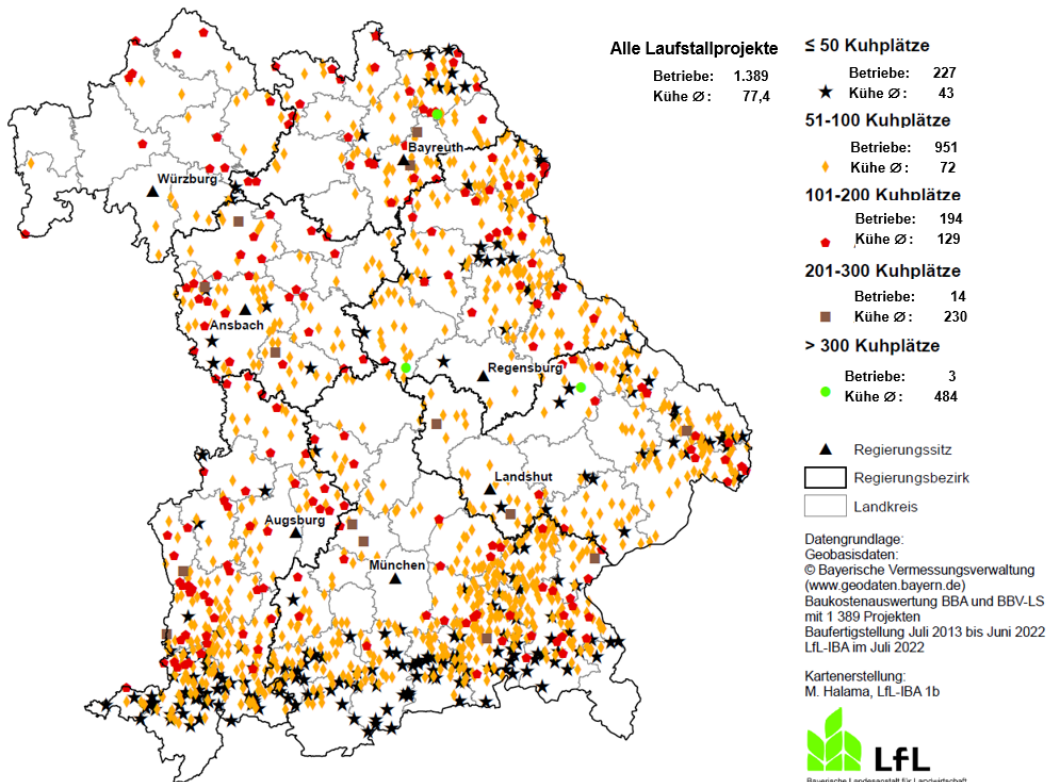 Alle Laufstallprojekte
Betriebe: 1.389
Kühe Ø : 77,4
≤ 50 Kuhplätze
Betriebe: 227
Kühe Ø : 43
51-100 Kuhplätze
Betriebe: 951
Kühe Ø : 72
101-200 Kuhplätze
Betriebe: 194
Kühe Ø : 129
201-300 Kuhplätze
Betriebe: 14
Kühe Ø : 230
> 300 Kuhplätze
Betriebe: 3
Kühe Ø : 484
Regierungssitz
Regierungsbezirk
Landkreis
Datengrundlage:
Geobasisdaten:
© Bayerische Vermessungsverwaltung
(www.geodaten.bayern.de)
Baukostenauswertung BBA und BBV-LS
mit 1 389 Projekten
Baufertigstellung Juli 2013 bis Juni 2022
LfL-IBA im Juli 2022
Kartenerstellung:
M. Halama, LfL-IBA 1b
LfL
Bayerische Landesanstalt für Landwirtschaft
Bayreuth
Würzburg
Ansbach
Regensburg
Landshut
Augsburg
München